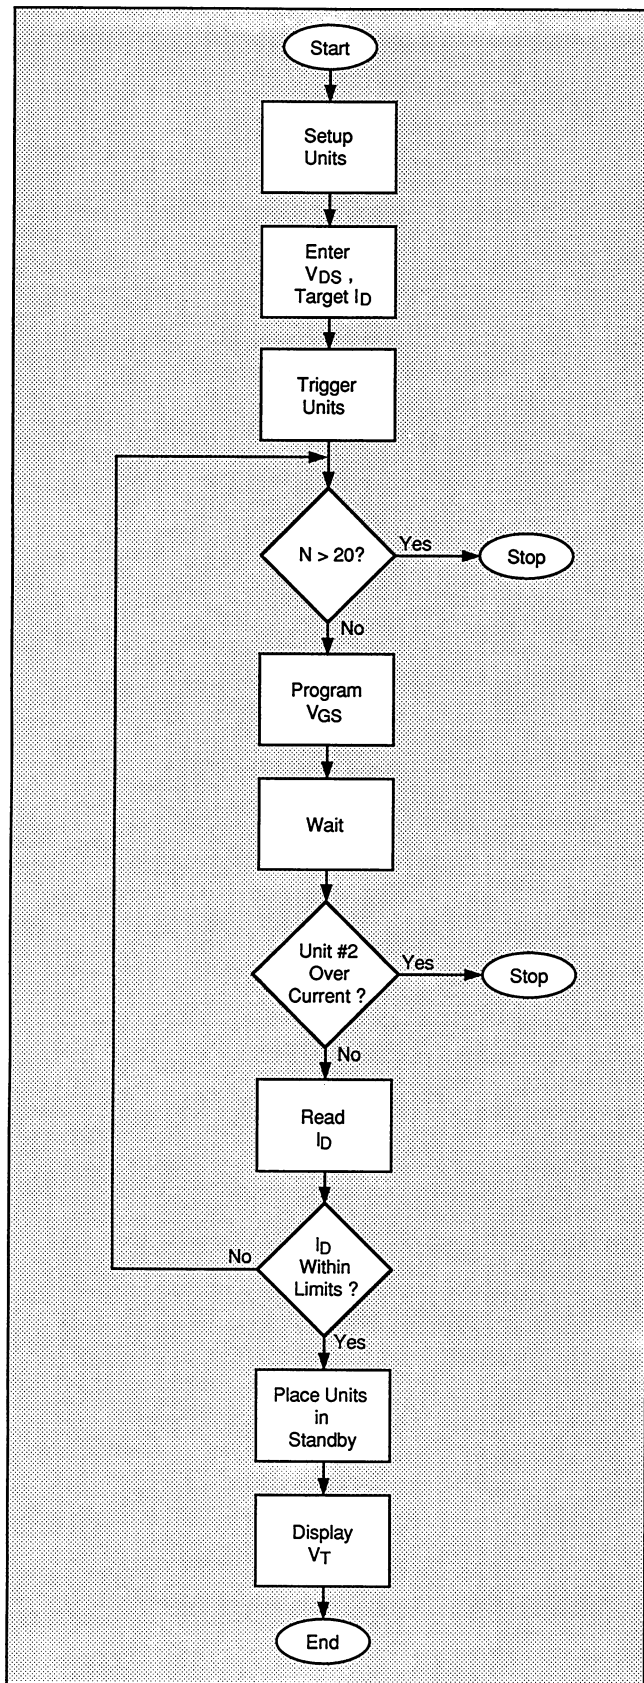 Start
Setup
Units
Enter
VDS ,
Target ID
Trigger
Units
N > 20?
Yes
Stop
No
Program
VGS
Wait
Unit #2
Over
Current ?
Yes
Stop
No
Read
ID
ID
Within
Limits ?
No
Yes
Place Units
in
Standby
Display
VT
End